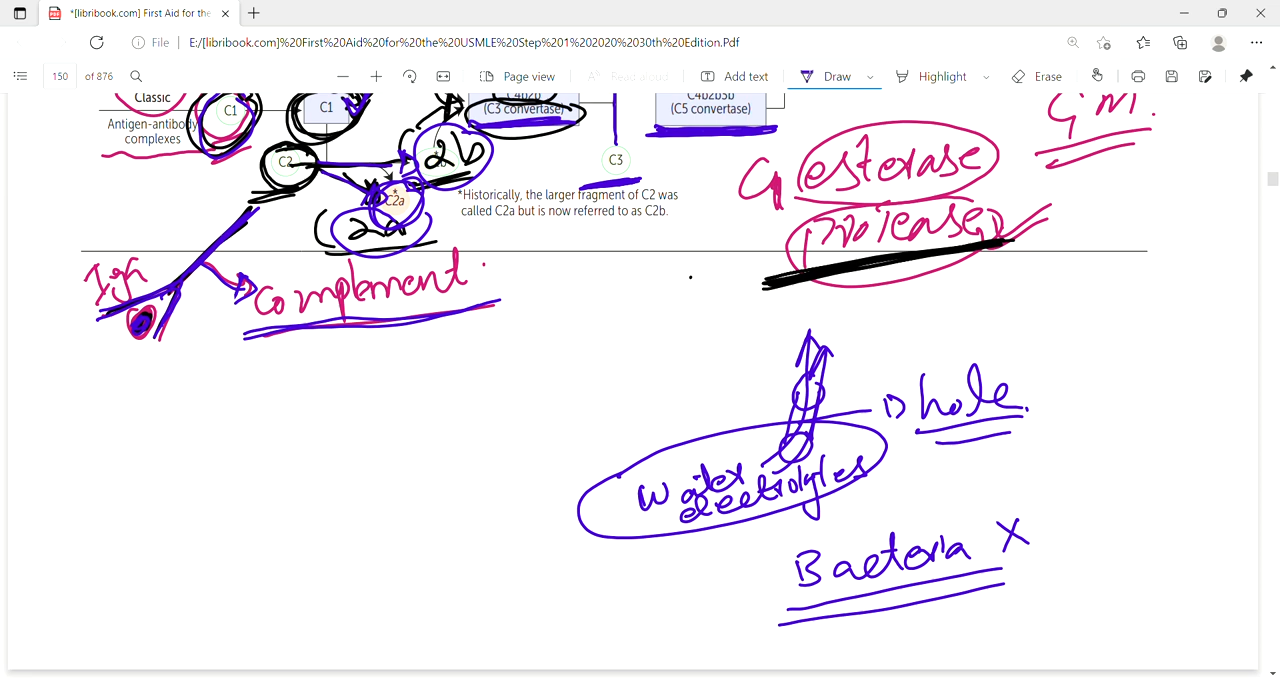 *[libribook.com] First Aid for the
File E:/[libribook.com]%20First%20Aid%20for%20the%20USMLE%20Step%201%202020%2030th%20Edition.Pdf
150 of 876 Page view Read aloud Add text Draw Highlight Erase
Classic
C1 C1
C4b2b C4b2b3b
(C3 convertase) (C5 convertase)
Antigen-antibody
complexes
C2 2b C3
*
C2a
*Historically, the larger fragment of C2 was
called C2a but is now referred to as C2b.
esterase
protease
Complement
hole
Water
electrolytes
Bacteria X